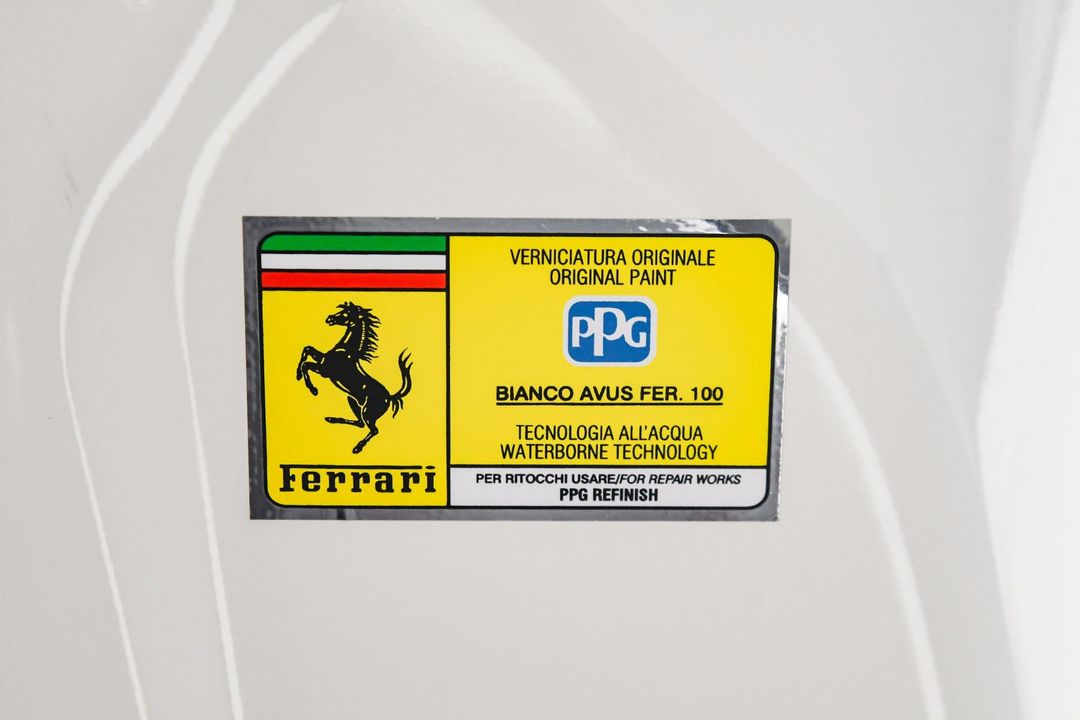 Ferrari
VERNICIATURA ORIGINALE
ORIGINAL PAINT
PPG
BIANCO AVUS FER. 100
TECNOLOGIA ALL'ACQUA
WATERBORNE TECHNOLOGY
PER RITOCCHI USARE/FOR REPAIR WORKS
PPG REFINISH